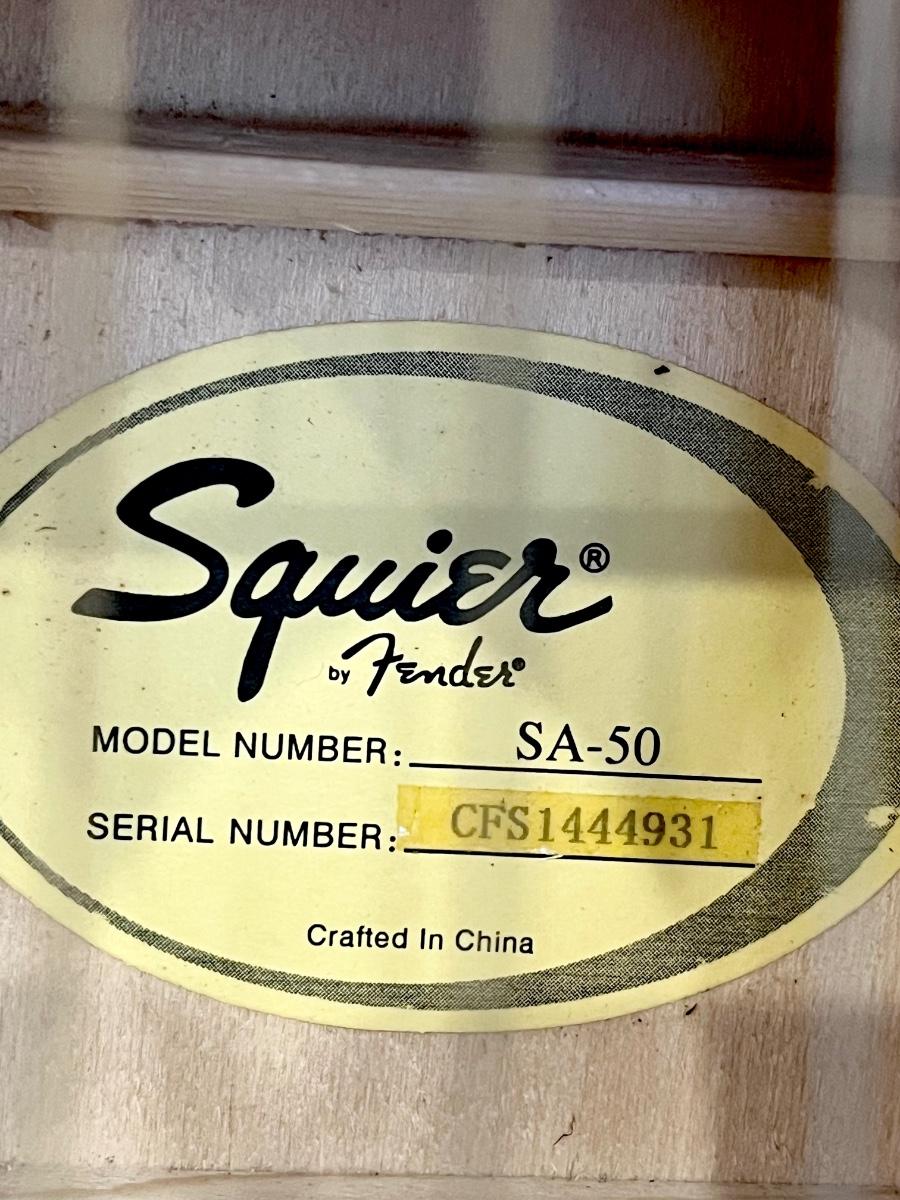 Squier®
by Fender®
MODEL NUMBER: SA-50
SERIAL NUMBER: CFS1444931
Crafted In China